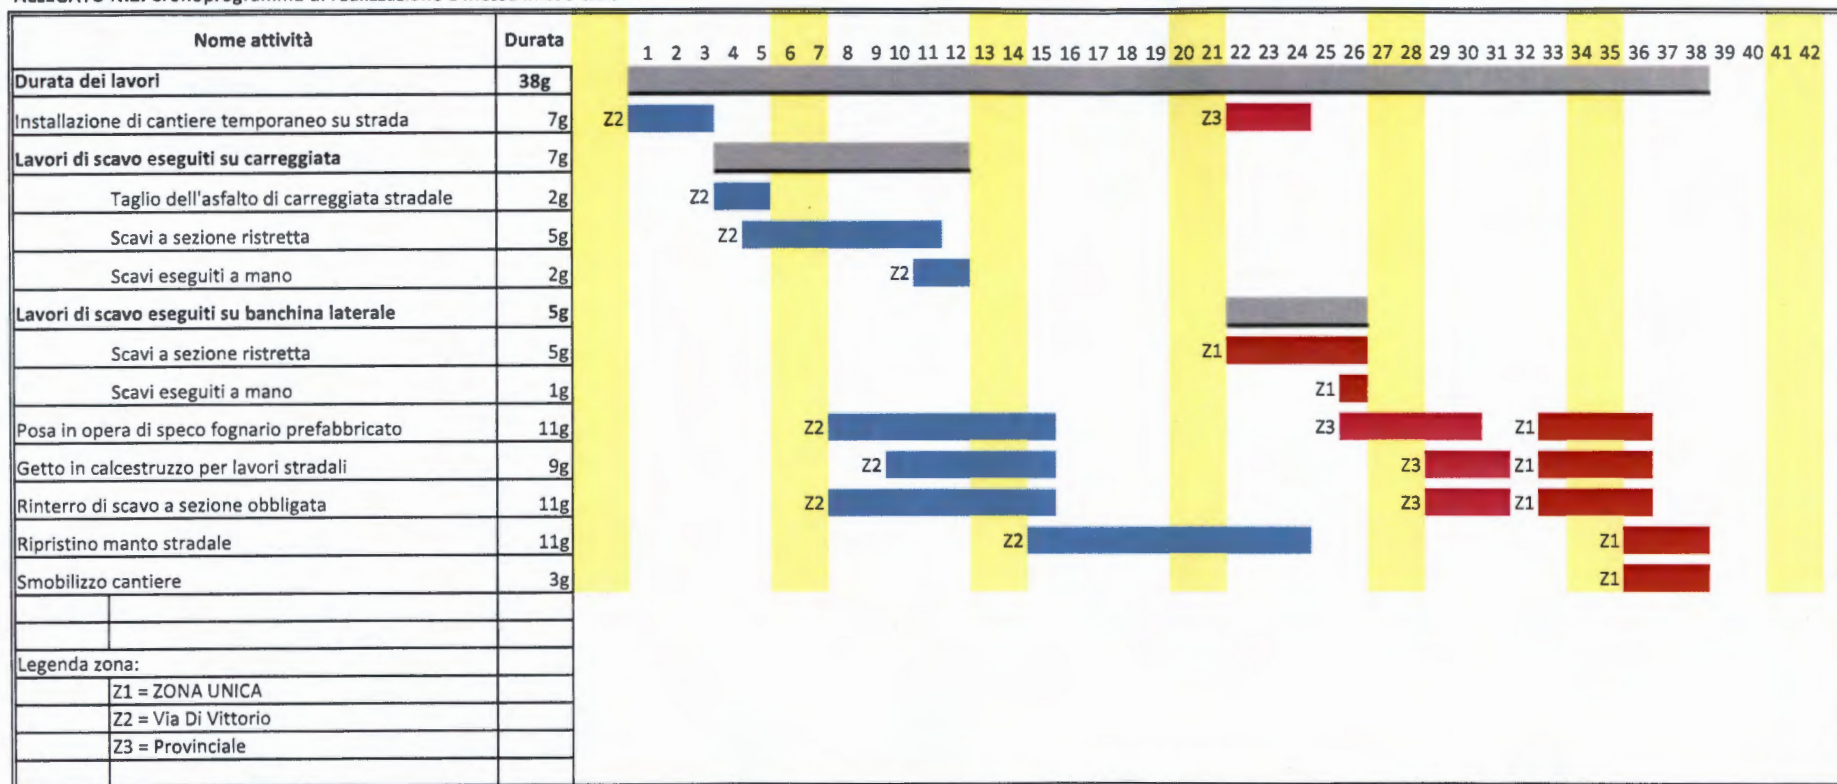 Nome attività Durata 1 2 3 4 5 6 7 8 9 10 11 12 13 14 15 16 17 18 19 20 21 22 23 24 25 26 27 28 29 30 31 32 33 34 35 36 37 38 39 40 41 42
Durata dei lavori 38g
Installazione di cantiere temporaneo su strada 7g Z2 Z3
Lavori di scavo eseguiti su carreggiata 7g
Taglio dell'asfalto di carreggiata stradale 2g Z2
Scavi a sezione ristretta 5g Z2
Scavi eseguiti a mano 2g Z2
Lavori di scavo eseguiti su banchina laterale 5g
Scavi a sezione ristretta 5g Z1
Scavi eseguiti a mano 1g Z1
Posa in opera di speco fognario prefabbricato 11g Z2 Z3 Z1
Getto in calcestruzzo per lavori stradali 9g Z2 Z3 Z1
Rinterro di scavo a sezione obbligata 11g Z2 Z3 Z1
Ripristino manto stradale 11g Z2 Z1
Smobilizzo cantiere 3g Z1
Legenda zona:
Z1 = ZONA UNICA
Z2 = Via Di Vittorio
Z3 = Provinciale